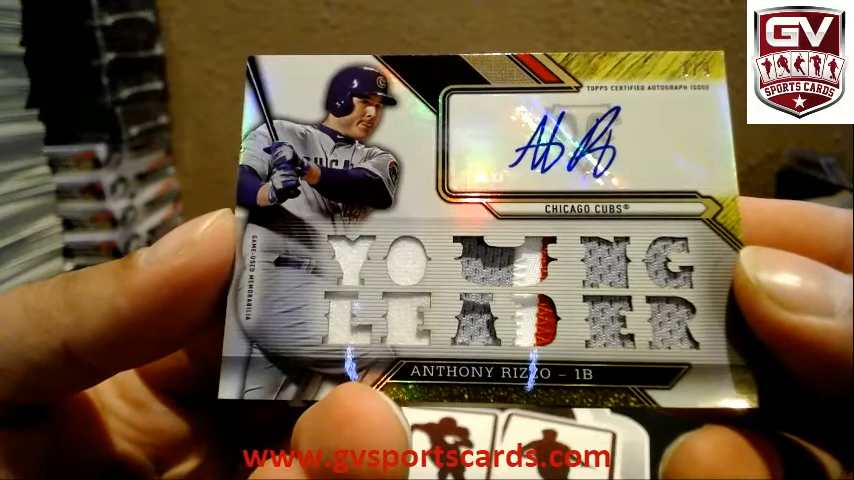 GV
SPORTS CARDS
TOPPS CERTIFIED AUTOGRAPH ISSUE
CHICAGO CUBS®
GAME-USED MEMORABILIA
YOUNG
LEADER
ANTHONY RIZZO – 1B
www.gvsportscards.com